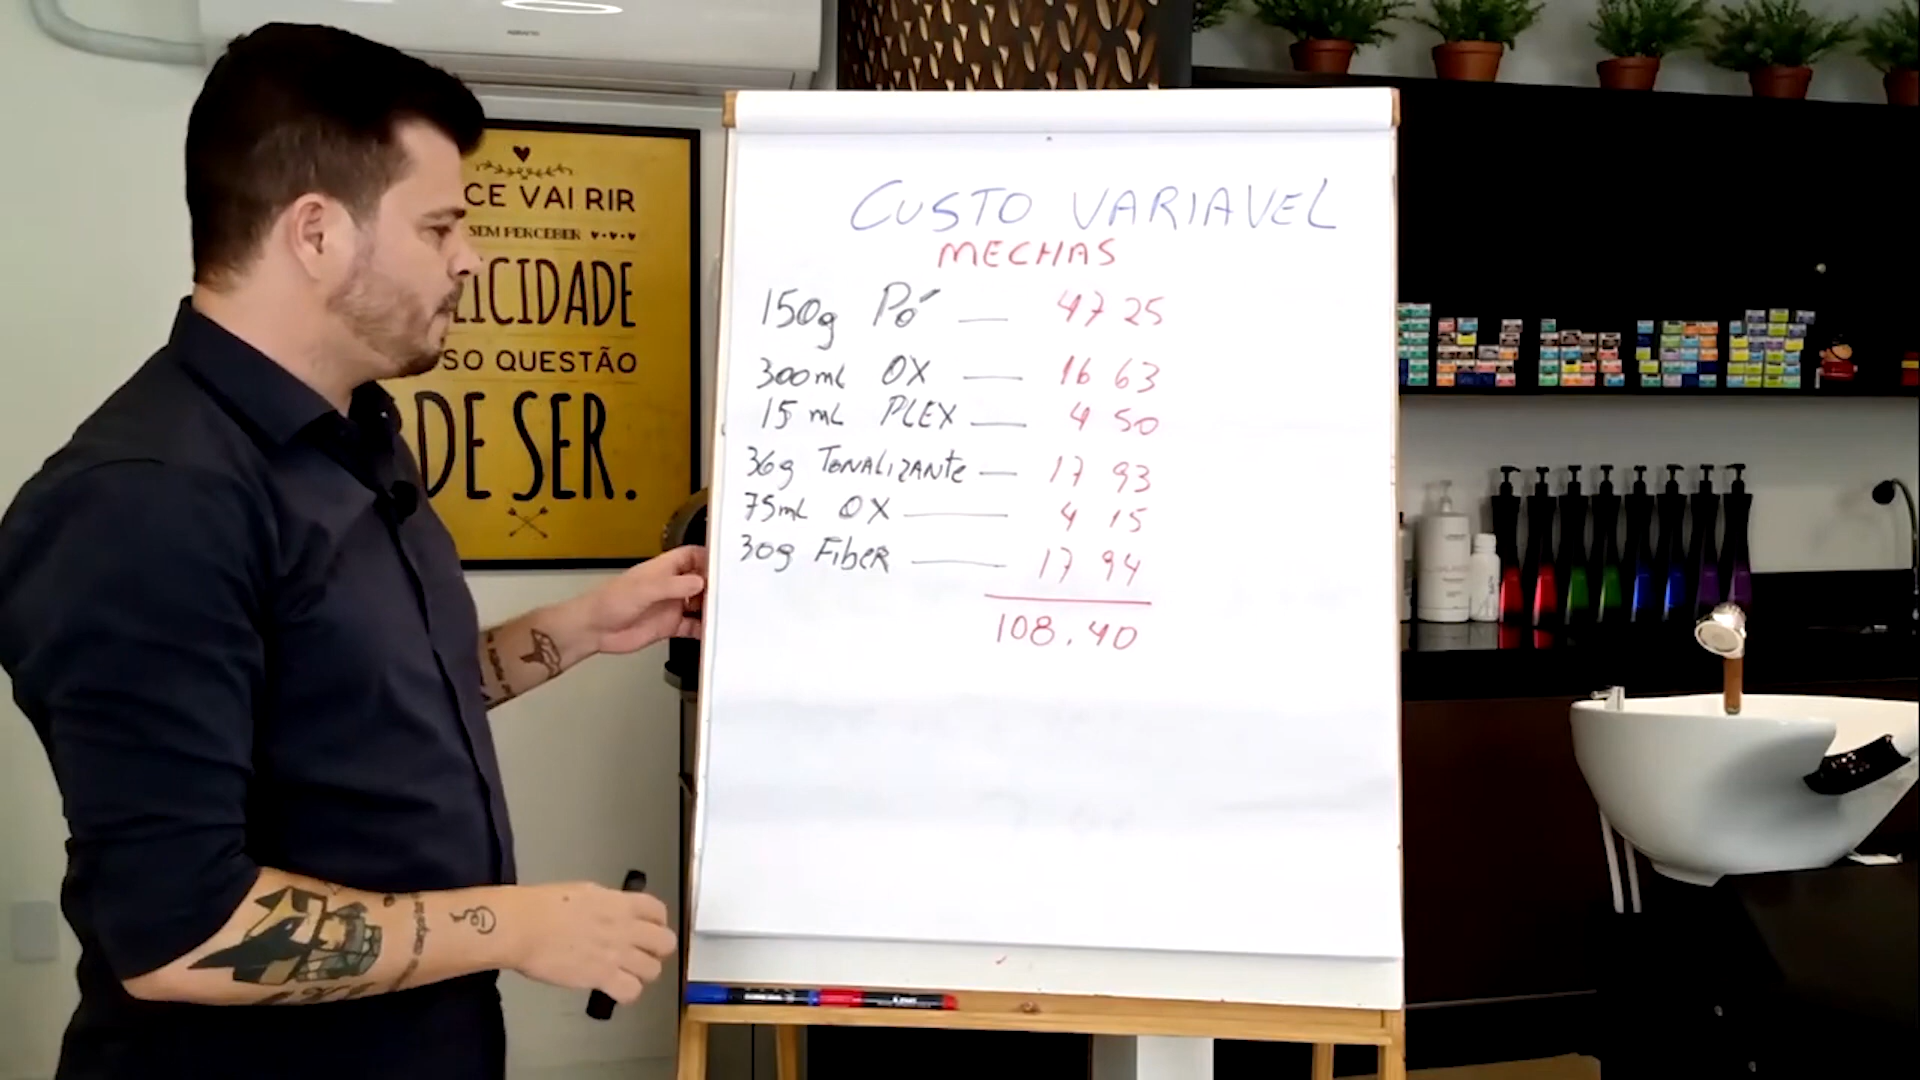 CE VAI RIR
SEM PERCEBER
ICIDADE
SO QUESTÃO
DE SER.
CUSTO VARIAVEL
MECHAS
150g Pó — 47 25
300mL OX — 16 63
15 mL PLEX — 4 50
36g TONALIZANTE — 17 93
75mL OX — 4 15
30g FibER — 17 94
108.40